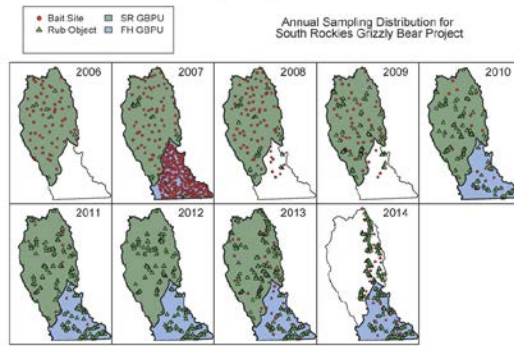 Bait Site SR GBPU
Rub Object FH GBPU
Annual Sampling Distribution for
South Rockies Grizzly Bear Project
2006 2007 2008 2009 2010
2011 2012 2013 2014